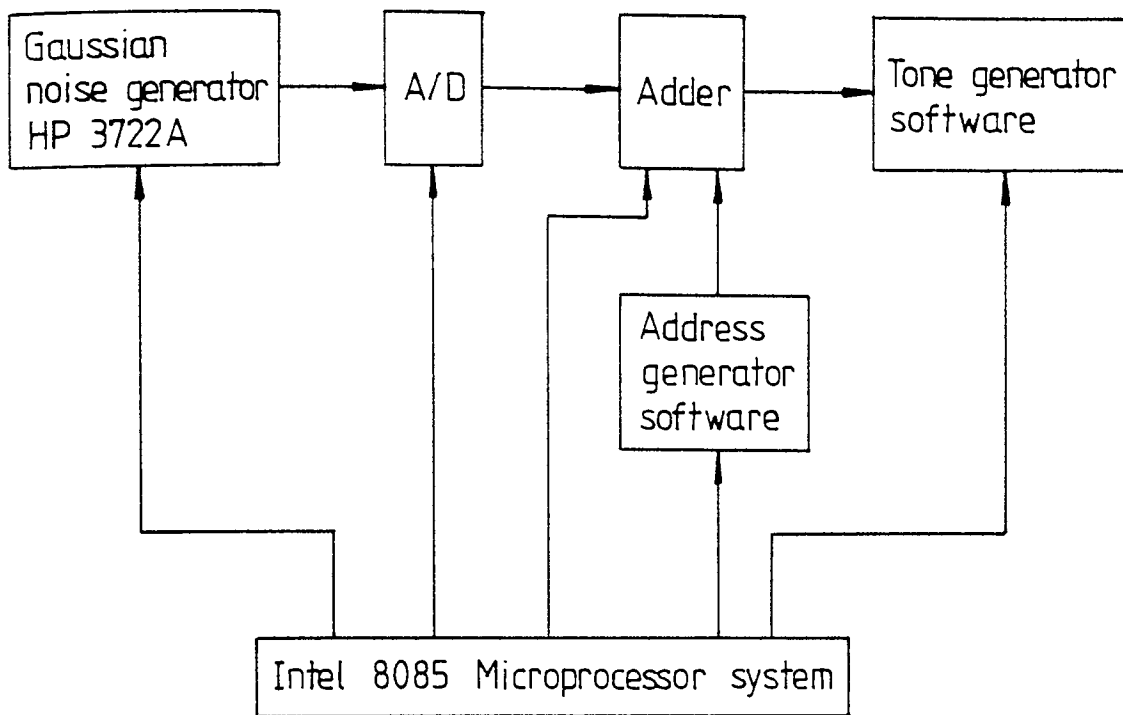 Gaussian
noise generator
HP 3722A
A/D
Adder
Tone generator
software
Address
generator
software
Intel 8085 Microprocessor system